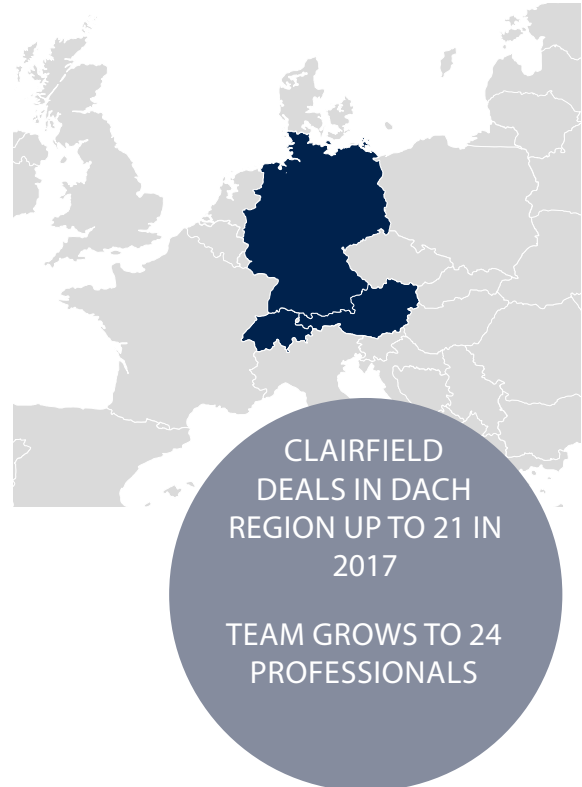 CLAIRFIELD
DEALS IN DACH
REGION UP TO 21 IN
2017
TEAM GROWS TO 24
PROFESSIONALS